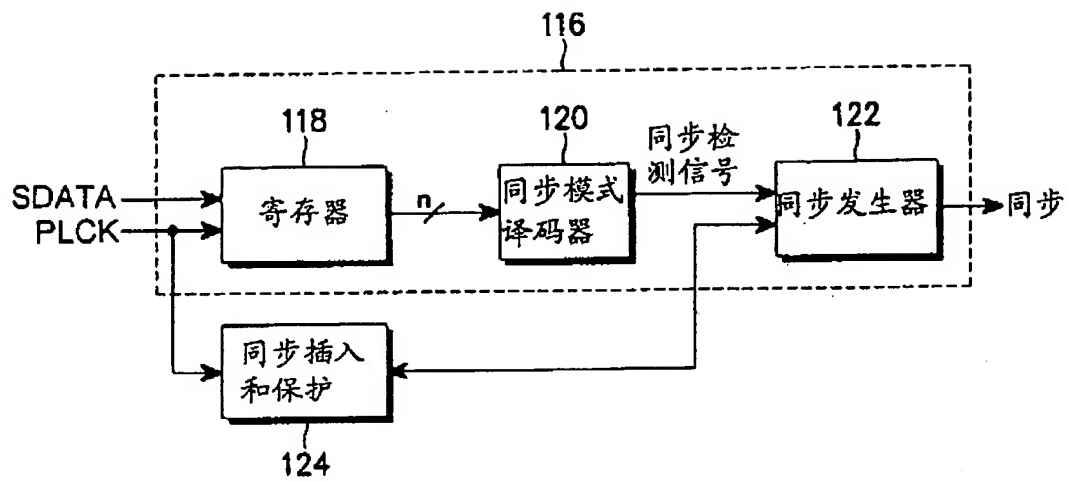 116
118
120
同步检
测信号
122
SDATA
PLCK
寄存器
n
同步模式
译码器
同步发生器
同步
同步插入
和保护
124